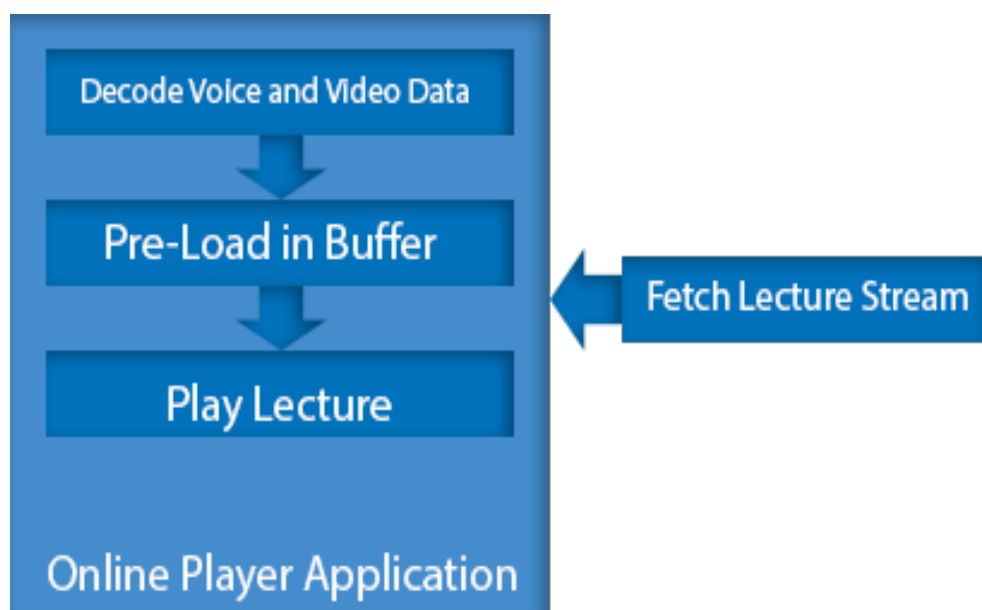 Decode Voice and Video Data
Pre-Load in Buffer
Fetch Lecture Stream
Play Lecture
Online Player Application